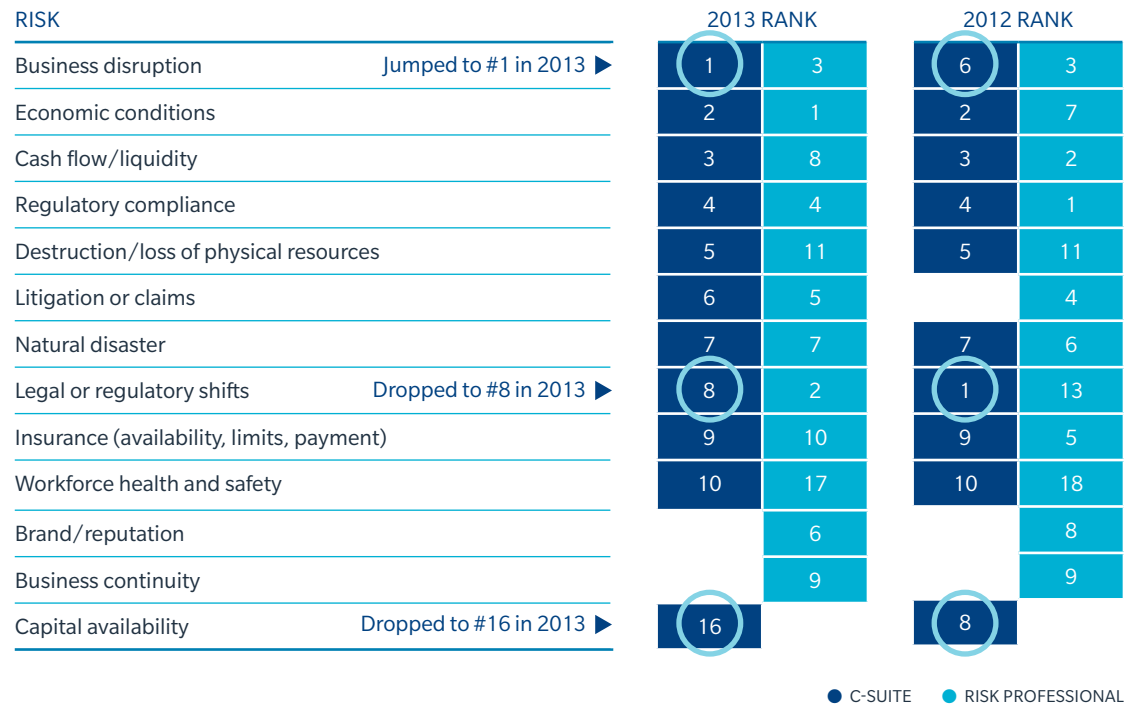 RISK 2013 RANK 2012 RANK
Business disruption Jumped to #1 in 2013 ▶ 1 3 6 3
Economic conditions 2 1 2 7
Cash flow/liquidity 3 8 3 2
Regulatory compliance 4 4 4 1
Destruction/loss of physical resources 5 11 5 11
Litigation or claims 6 5 4
Natural disaster 7 7 7 6
Legal or regulatory shifts Dropped to #8 in 2013 ▶ 8 2 1 13
Insurance (availability, limits, payment) 9 10 9 5
Workforce health and safety 10 17 10 18
Brand/reputation 6 8
Business continuity 9 9
Capital availability Dropped to #16 in 2013 ▶ 16 8
C-SUITE RISK PROFESSIONAL